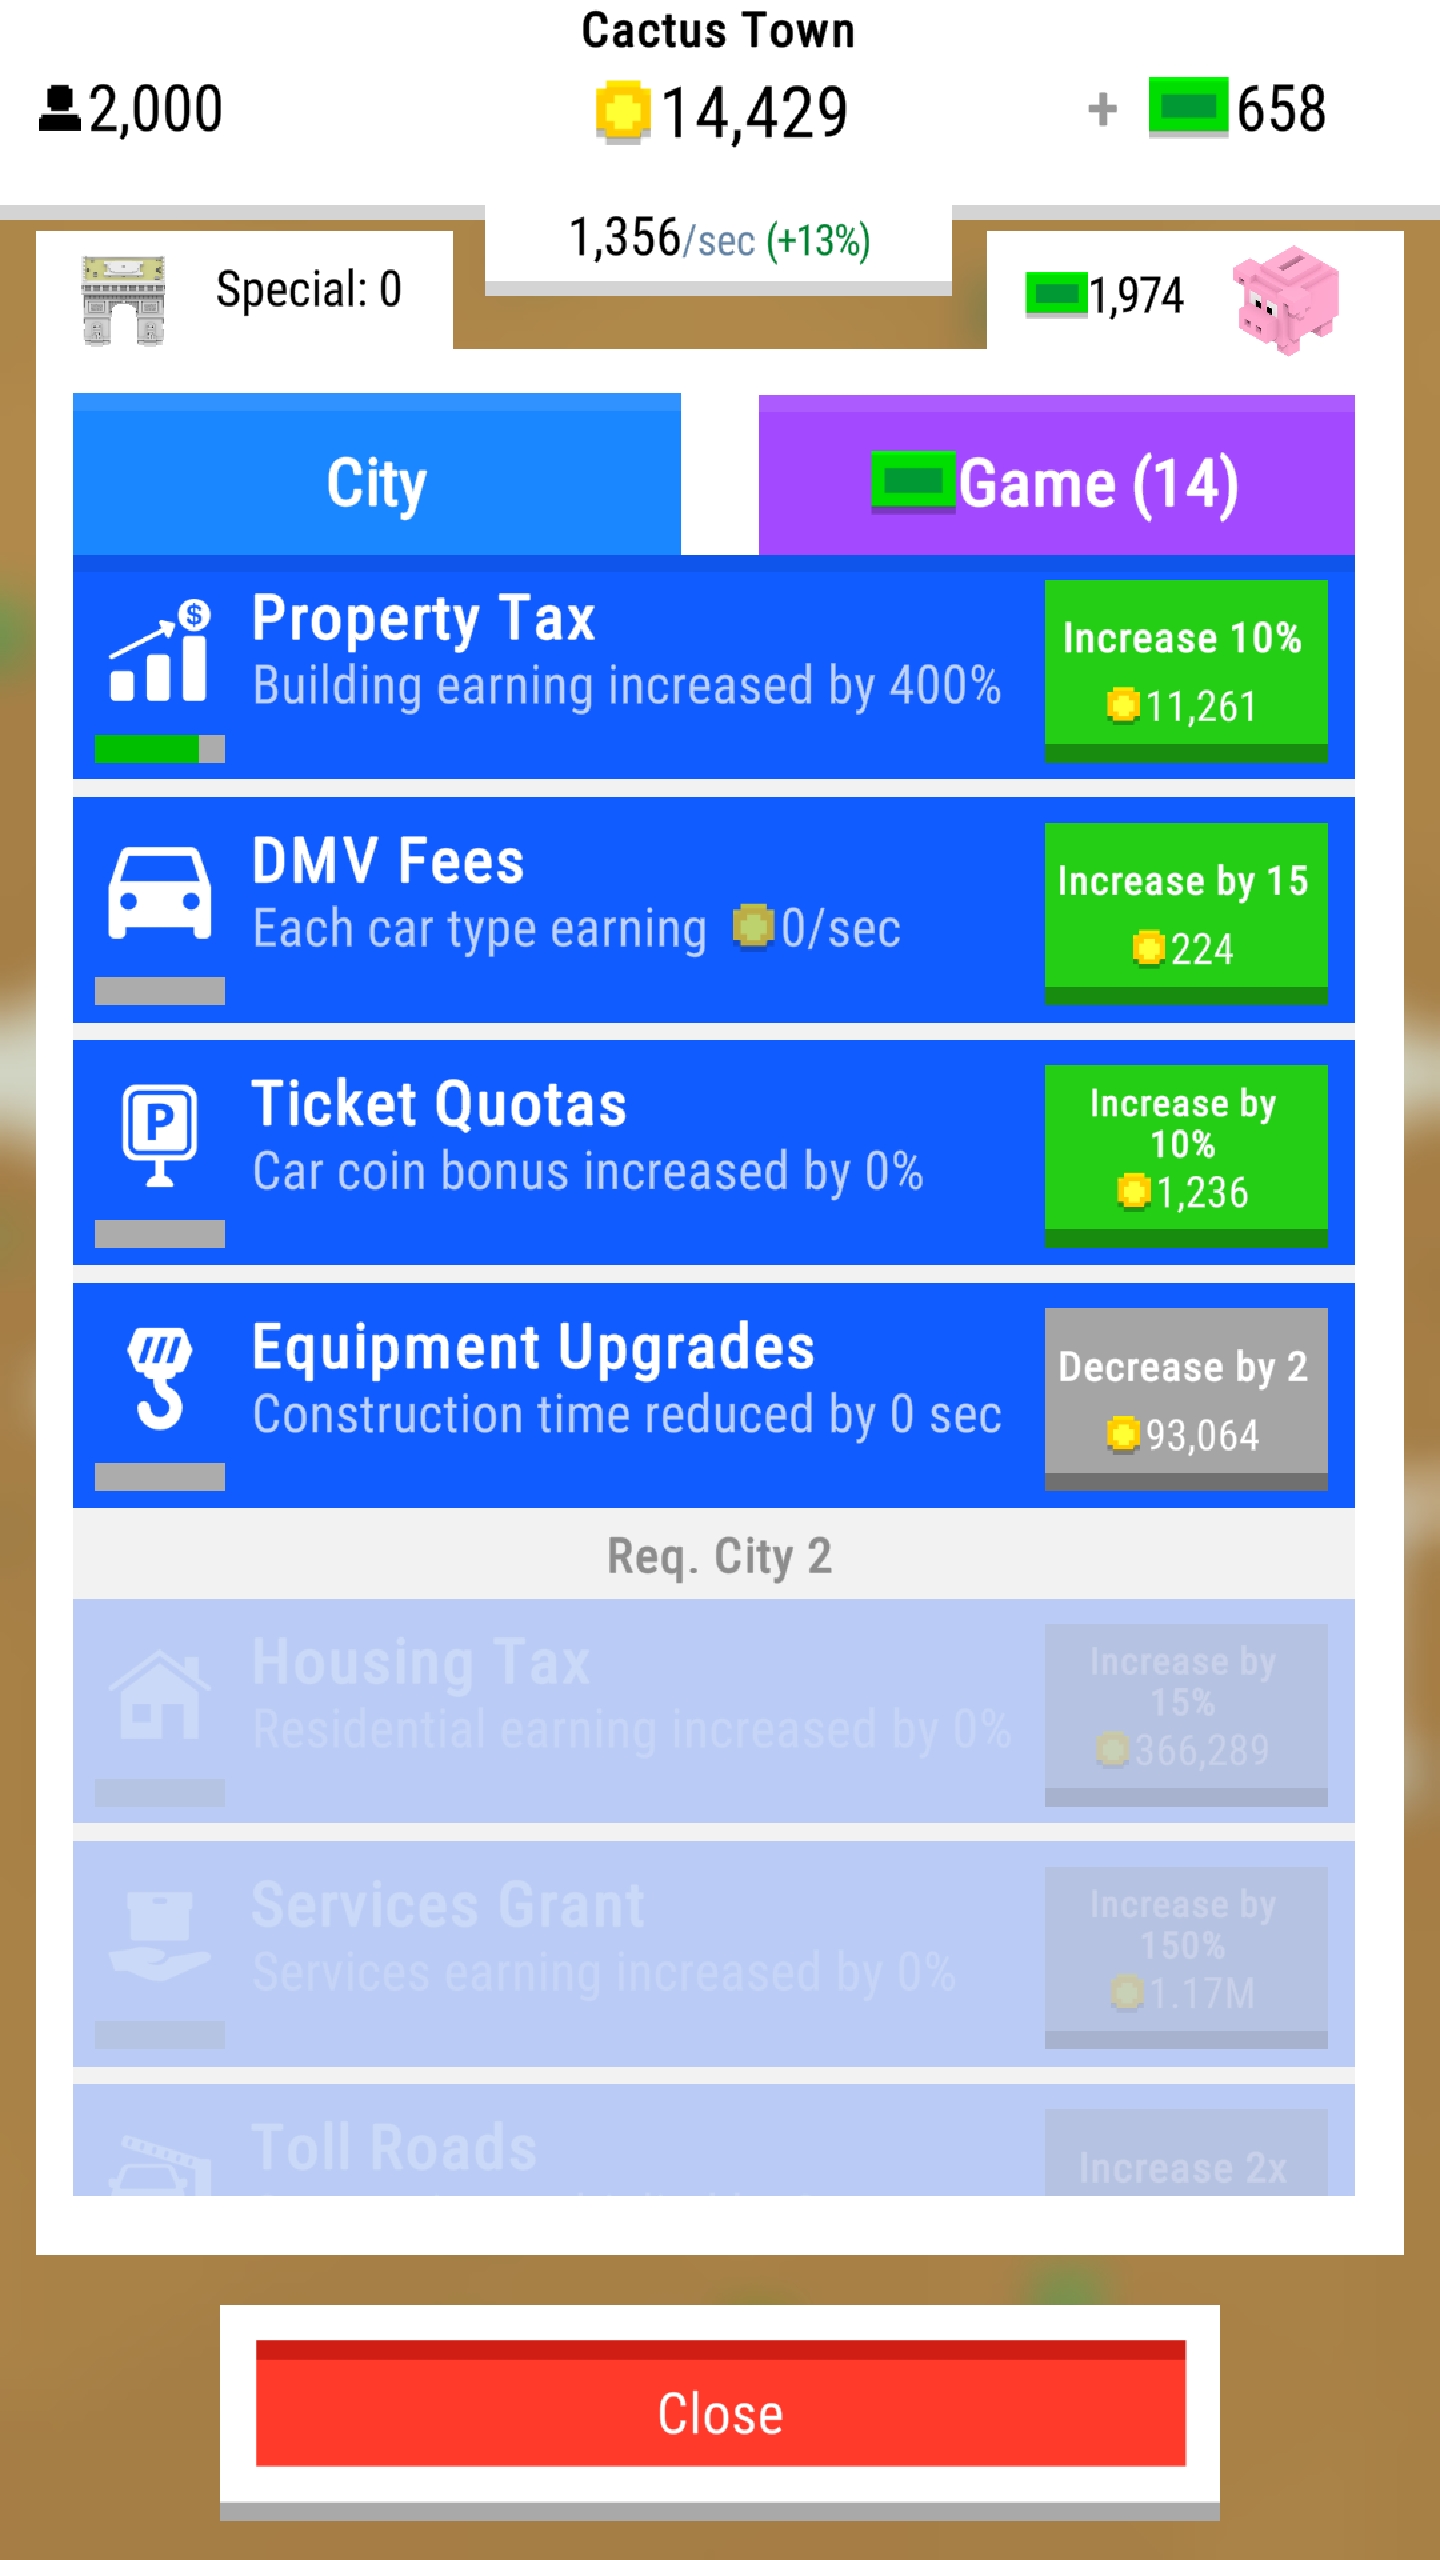 Cactus Town
2,000
14,429
+ 658
1,356/sec (+13%)
Special: 0
1,974
City
Game (14)
Property Tax
Building earning increased by 400%
Increase 10%
11,261
DMV Fees
Each car type earning 0/sec
Increase by 15
224
P
Ticket Quotas
Car coin bonus increased by 0%
Increase by
10%
1,236
Equipment Upgrades
Construction time reduced by 0 sec
Decrease by 2
93,064
Req. City 2
Housing Tax
Residential earning increased by 0%
Increase by
15%
366,289
Services Grant
Services earning increased by 0%
Increase by
150%
1.17M
Toll Roads
Increase 2x
Close